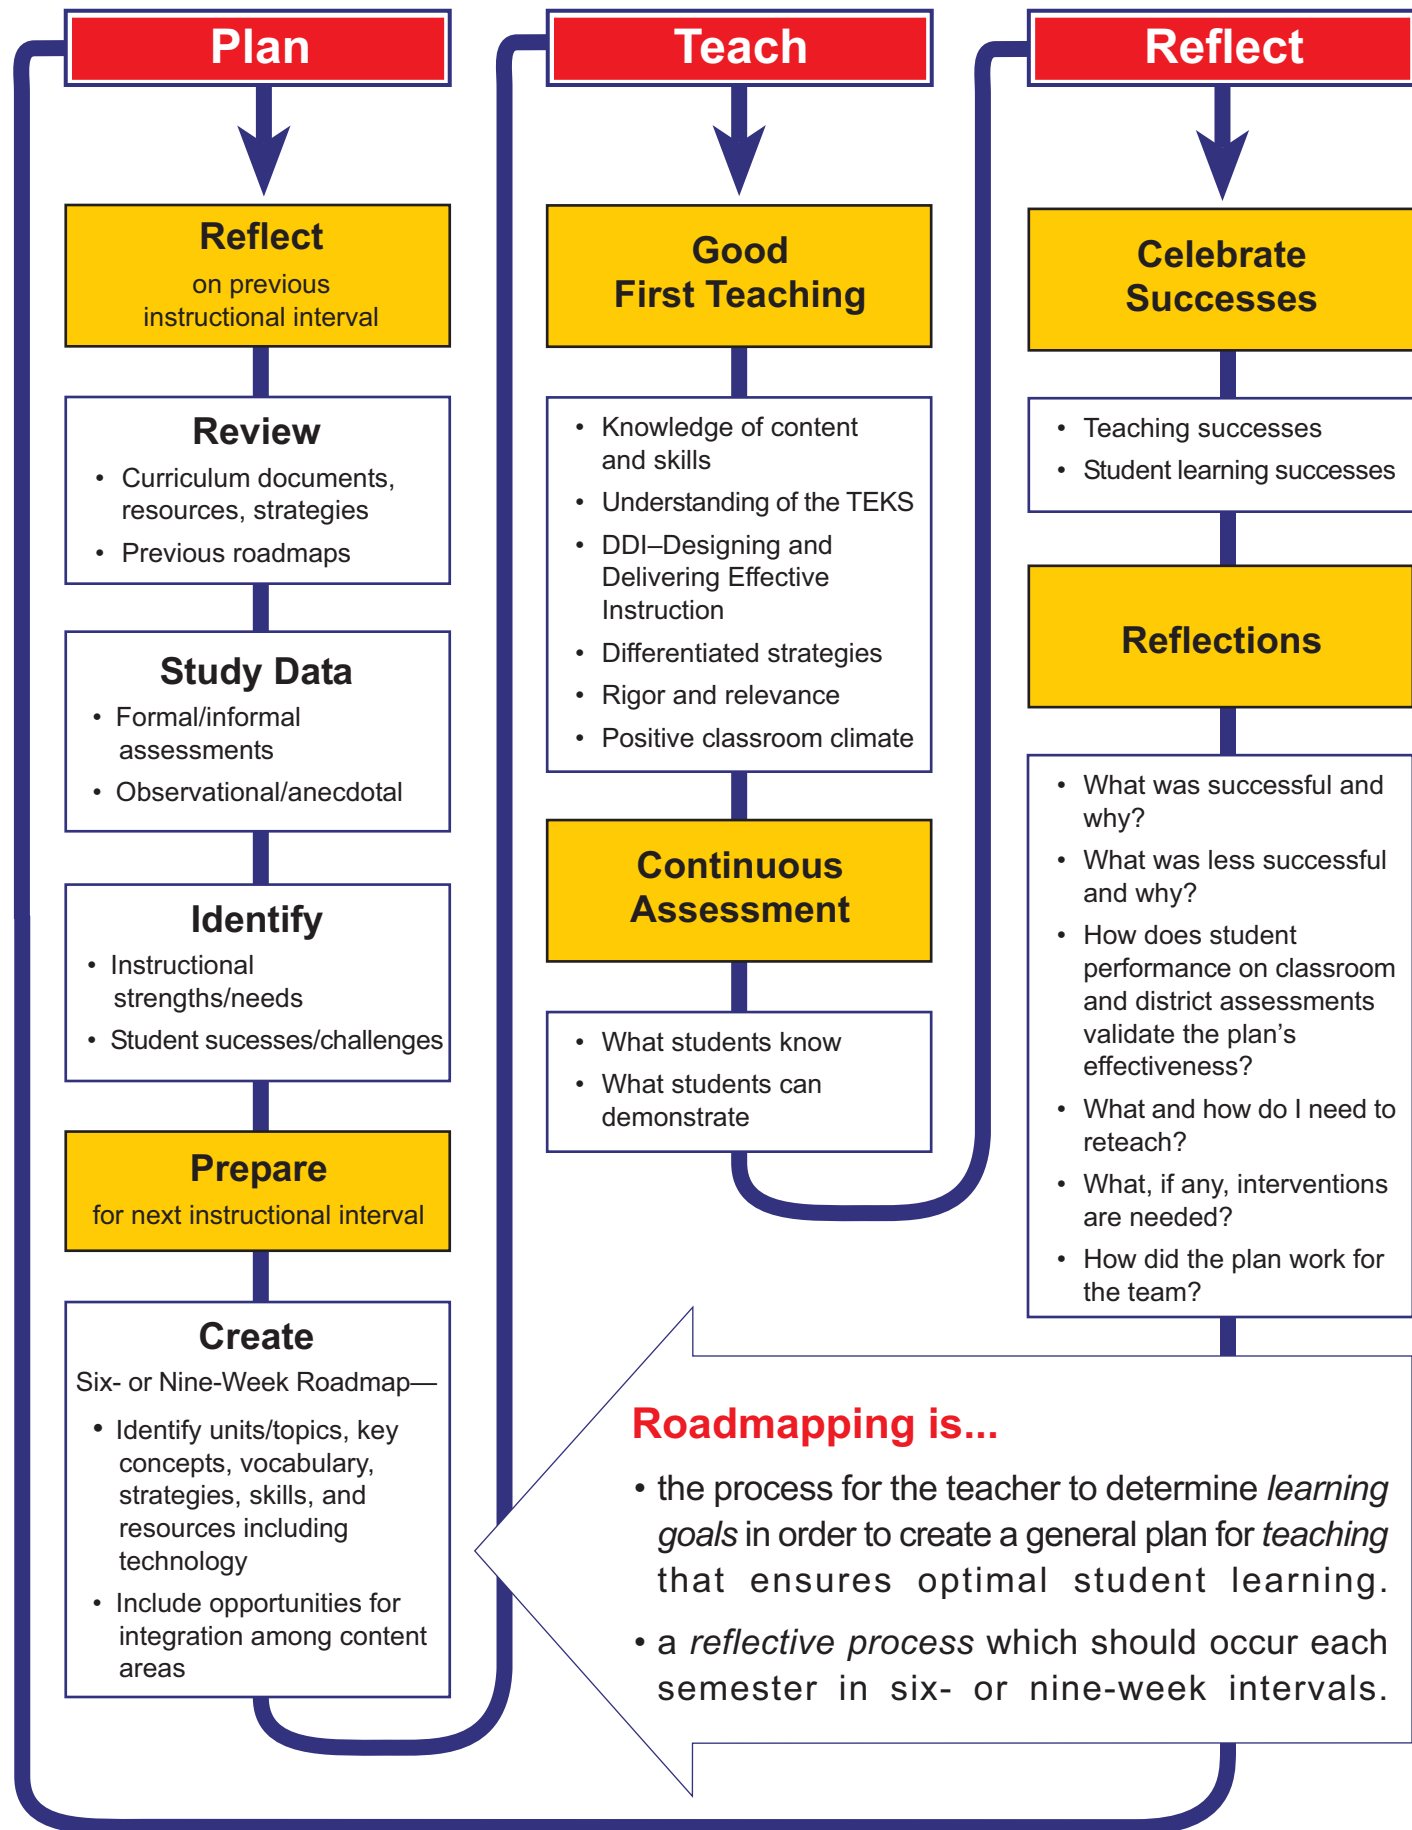 Plan
Reflect
on previous
instructional interval
Review
• Curriculum documents,
resources, strategies
• Previous roadmaps
Study Data
• Formal/informal
assessments
• Observational/anecdotal
Identify
• Instructional
strengths/needs
• Student sucesses/challenges
Prepare
for next instructional interval
Create
Six- or Nine-Week Roadmap—
• Identify units/topics, key
concepts, vocabulary,
strategies, skills, and
resources including
technology
• Include opportunities for
integration among content
areas
Teach
Good
First Teaching
• Knowledge of content
and skills
• Understanding of the TEKS
• DDI–Designing and
Delivering Effective
Instruction
• Differentiated strategies
• Rigor and relevance
• Positive classroom climate
Continuous
Assessment
• What students know
• What students can
demonstrate
Reflect
Celebrate
Successes
• Teaching successes
• Student learning successes
Reflections
• What was successful and
why?
• What was less successful
and why?
• How does student
performance on classroom
and district assessments
validate the plan’s
effectiveness?
• What and how do I need to
reteach?
• What, if any, interventions
are needed?
• How did the plan work for
the team?
Roadmapping is...
• the process for the teacher to determine learning
goals in order to create a general plan for teaching
that ensures optimal student learning.
• a reflective process which should occur each
semester in six- or nine-week intervals.